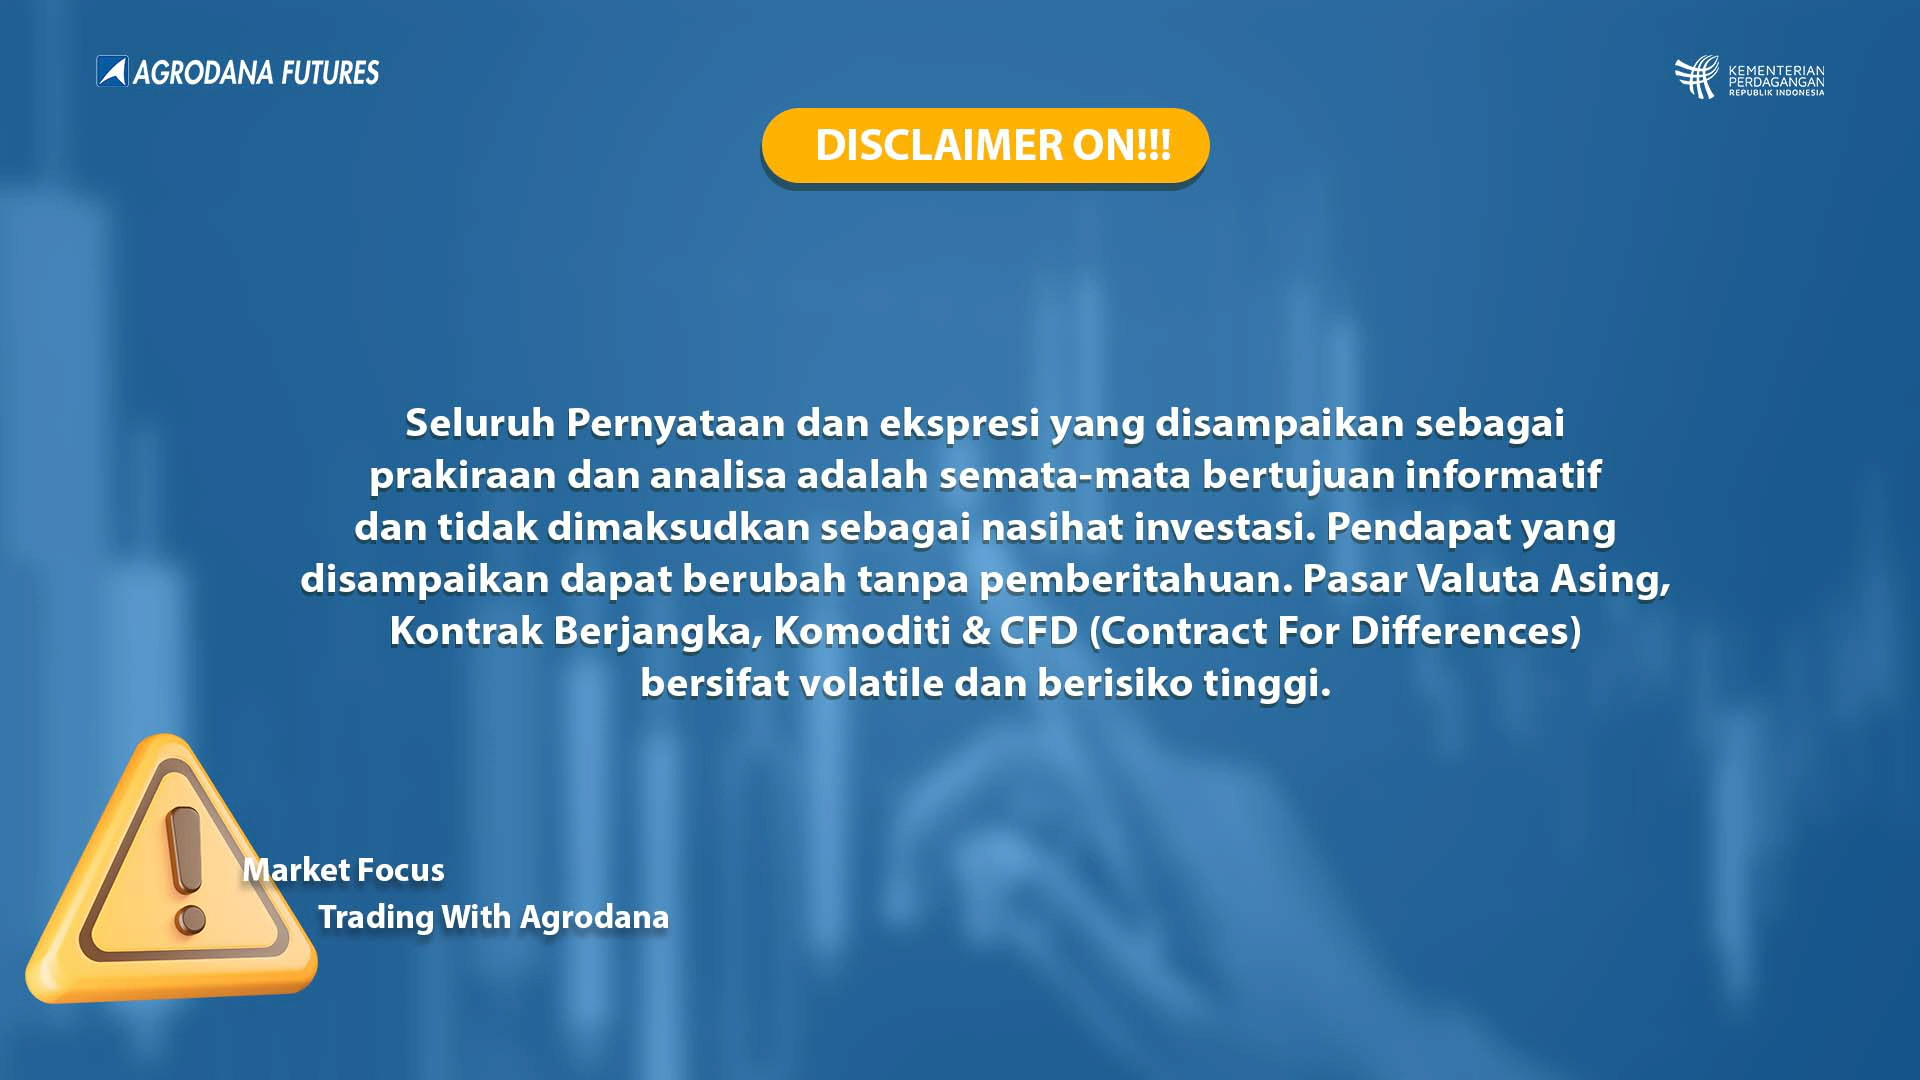 AGRODANA FUTURES
KEMENTERIAN
PERDAGANGAN
REPUBLIK INDONESIA
DISCLAIMER ON!!!
Seluruh Pernyataan dan ekspresi yang disampaikan sebagai
prakiraan dan analisa adalah semata-mata bertujuan informatif
dan tidak dimaksudkan sebagai nasihat investasi. Pendapat yang
disampaikan dapat berubah tanpa pemberitahuan. Pasar Valuta Asing,
Kontrak Berjangka, Komoditi & CFD (Contract For Differences)
bersifat volatile dan berisiko tinggi.
Market Focus
Trading With Agrodana